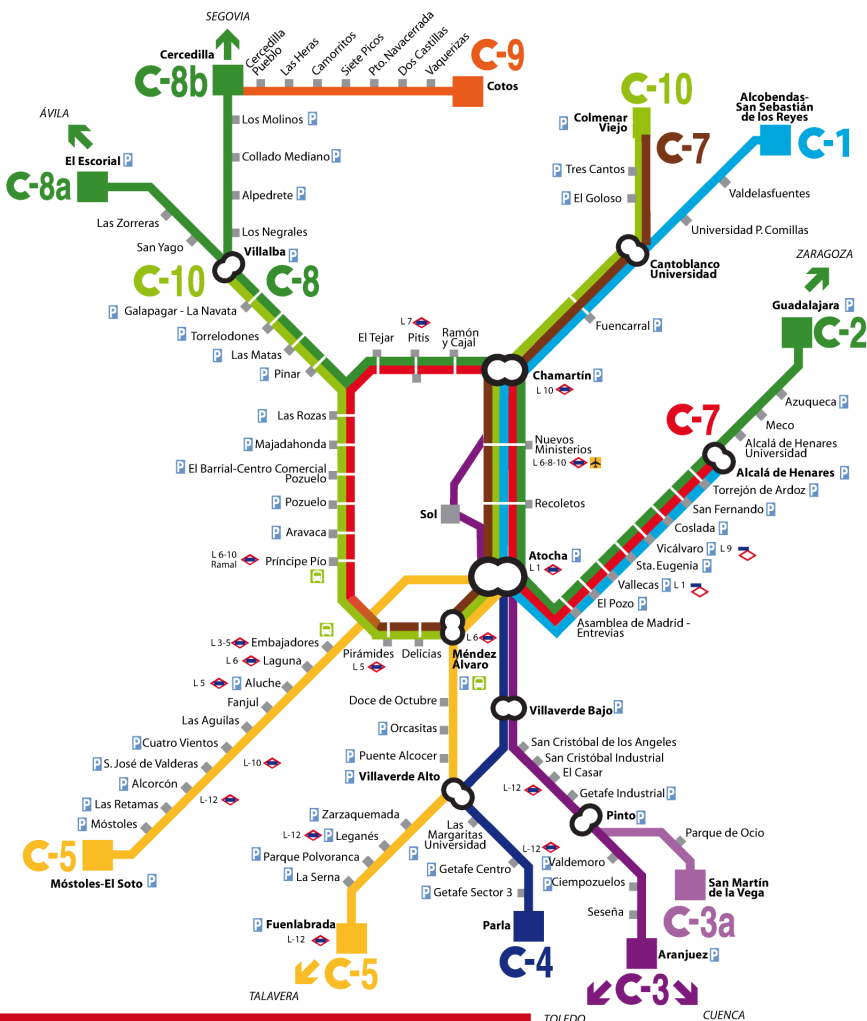 SEGOVIA
Cercedilla
C-8b
Cercedilla
Pueblo
Las Heras
Camorritos
Siete Picos
Pto. Navacerrada
Dos Castillas
Vaquerizas
C-9
Cotos
Los Molinos P
Collado Mediano P
Alpedrete P
Los Negrales
Villalba P
ÁVILA
El Escorial P
C-8a
Las Zorreras
San Yago
C-10
C-8
P Galapagar - La Navata
P Torrelodones
P Las Matas
P Pinar
C-10
P Colmenar
Viejo
C-7
P Tres Cantos
P El Goloso
Alcobendas-
San Sebastián
de los Reyes
C-1
Valdelasfuentes
Universidad P. Comillas
Cantoblanco
Universidad
Fuencarral P
ZARAGOZA
Guadalajara P
C-2
Azuqueca P
Meco
Alcalá de Henares
Universidad
C-7
Alcalá de Henares P
Torrejón de Ardoz P
San Fernando P
Coslada P
Vicálvaro P L 9
Sta. Eugenia P
Vallecas P L 1
El Pozo P
Asamblea de Madrid -
Entrevias
El Tejar
L 7
Pitis
Ramón
y Cajal
Chamartín P
L 10
Nuevos
Ministerios
L 6-8-10
Recoletos
Sol
Atocha P
L 1
P Las Rozas
P Majadahonda
P El Barrial-Centro Comercial
Pozuelo
P Pozuelo
P Aravaca
L 6-10
Ramal
Príncipe Pío
Pirámides
L 5
Delicias
L 6
Méndez
Álvaro
P
L 3-5 Embajadores
L 6 Laguna
L 5 P Aluche
Fanjul
Las Aguilas
P Cuatro Vientos
P S. José de Valderas
L-10
P Alcorcón
L-12
P Las Retamas
P Móstoles
C-5
Móstoles-El Soto P
Doce de Octubre
P Orcasitas
P Puente Alcocer
P Villaverde Alto
P Zarzaquemada
L-12 P Leganés
P Parque Polvoranca
P La Serna
P Fuenlabrada
L-12
C-5
TALAVERA
Villaverde Bajo P
Las
Margaritas
Universidad
P
P Getafe Centro
P Getafe Sector 3
Parla
C-4
San Cristóbal de los Angeles
San Cristóbal Industrial
El Casar
L-12
Getafe Industrial P
Pinto P
L-12
P Valdemoro
P Ciempozuelos
Seseña
Parque de Ocio
San Martín
de la Vega
C-3a
Aranjuez P
C-3
TOLEDO
CUENCA